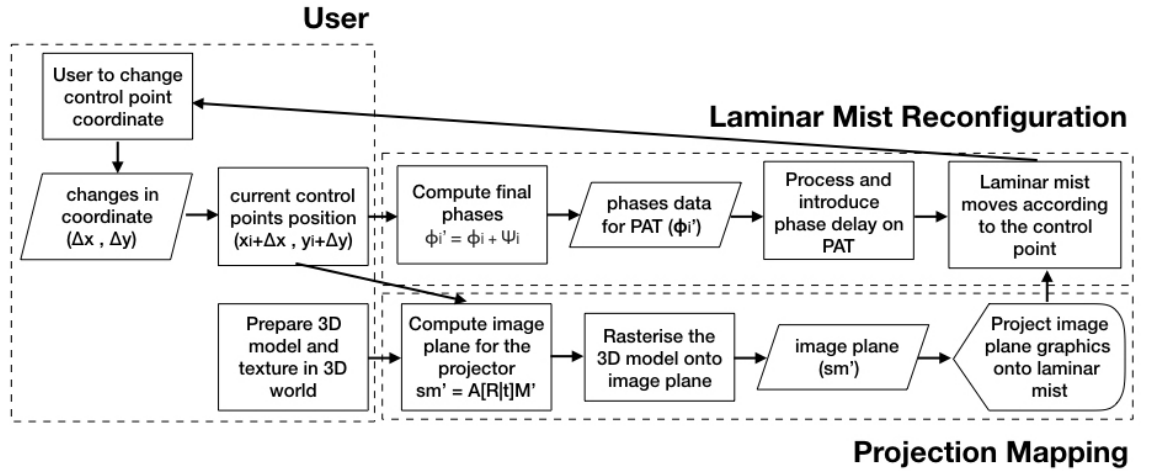 User
User to change
control point
coordinate
Laminar Mist Reconfiguration
changes in
coordinate
(Δx , Δy)
current control
points position
(xi+Δx , yi+Δy)
Compute final
phases
ϕi’ = ϕi + Ψi
phases data
for PAT (ϕi’)
Process and
introduce
phase delay on
PAT
Laminar mist
moves according
to the control
point
Prepare 3D
model and
texture in 3D
world
Compute image
plane for the
projector
sm’ = A[R|t]M’
Rasterise the
3D model onto
image plane
image plane
(sm’)
Project image
plane graphics
onto laminar
mist
Projection Mapping